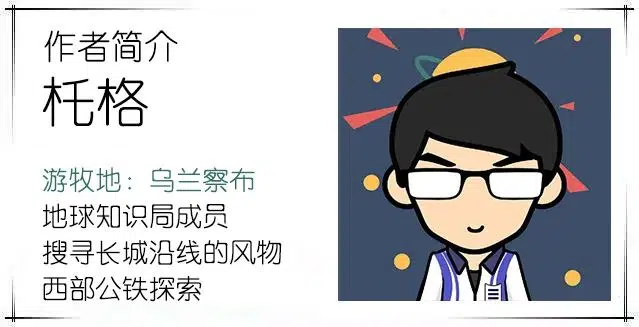 作者简介
杔格
游牧地：乌兰察布
地球知识局成员
搜寻长城沿线的风物
西部公铁探索